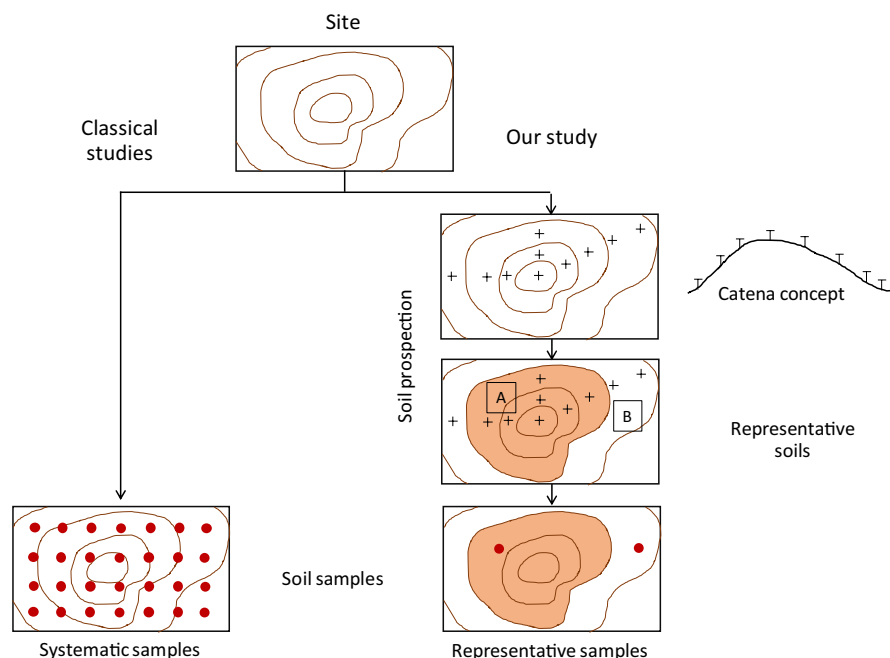 Site
Classical
studies
Our study
Catena concept
Soil prospection
A
B
Representative
soils
Soil samples
Systematic samples
Representative samples